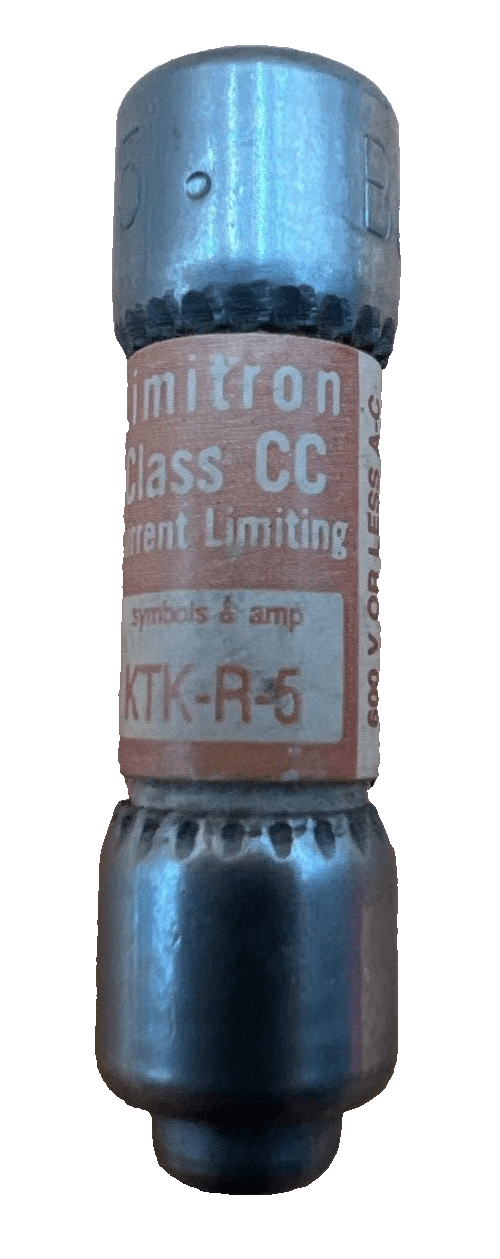 imitron
Class CC
rrent Limiting
symbols & amp
KTK-R-5
600 V OR LESS A-C